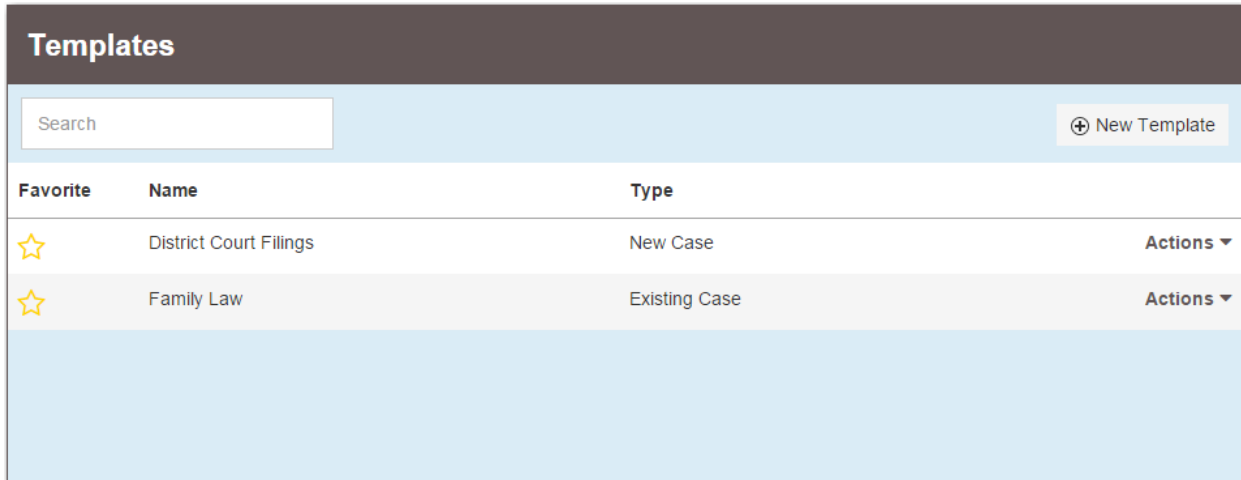 Templates
Search
New Template
Favorite Name Type
District Court Filings New Case Actions
Family Law Existing Case Actions